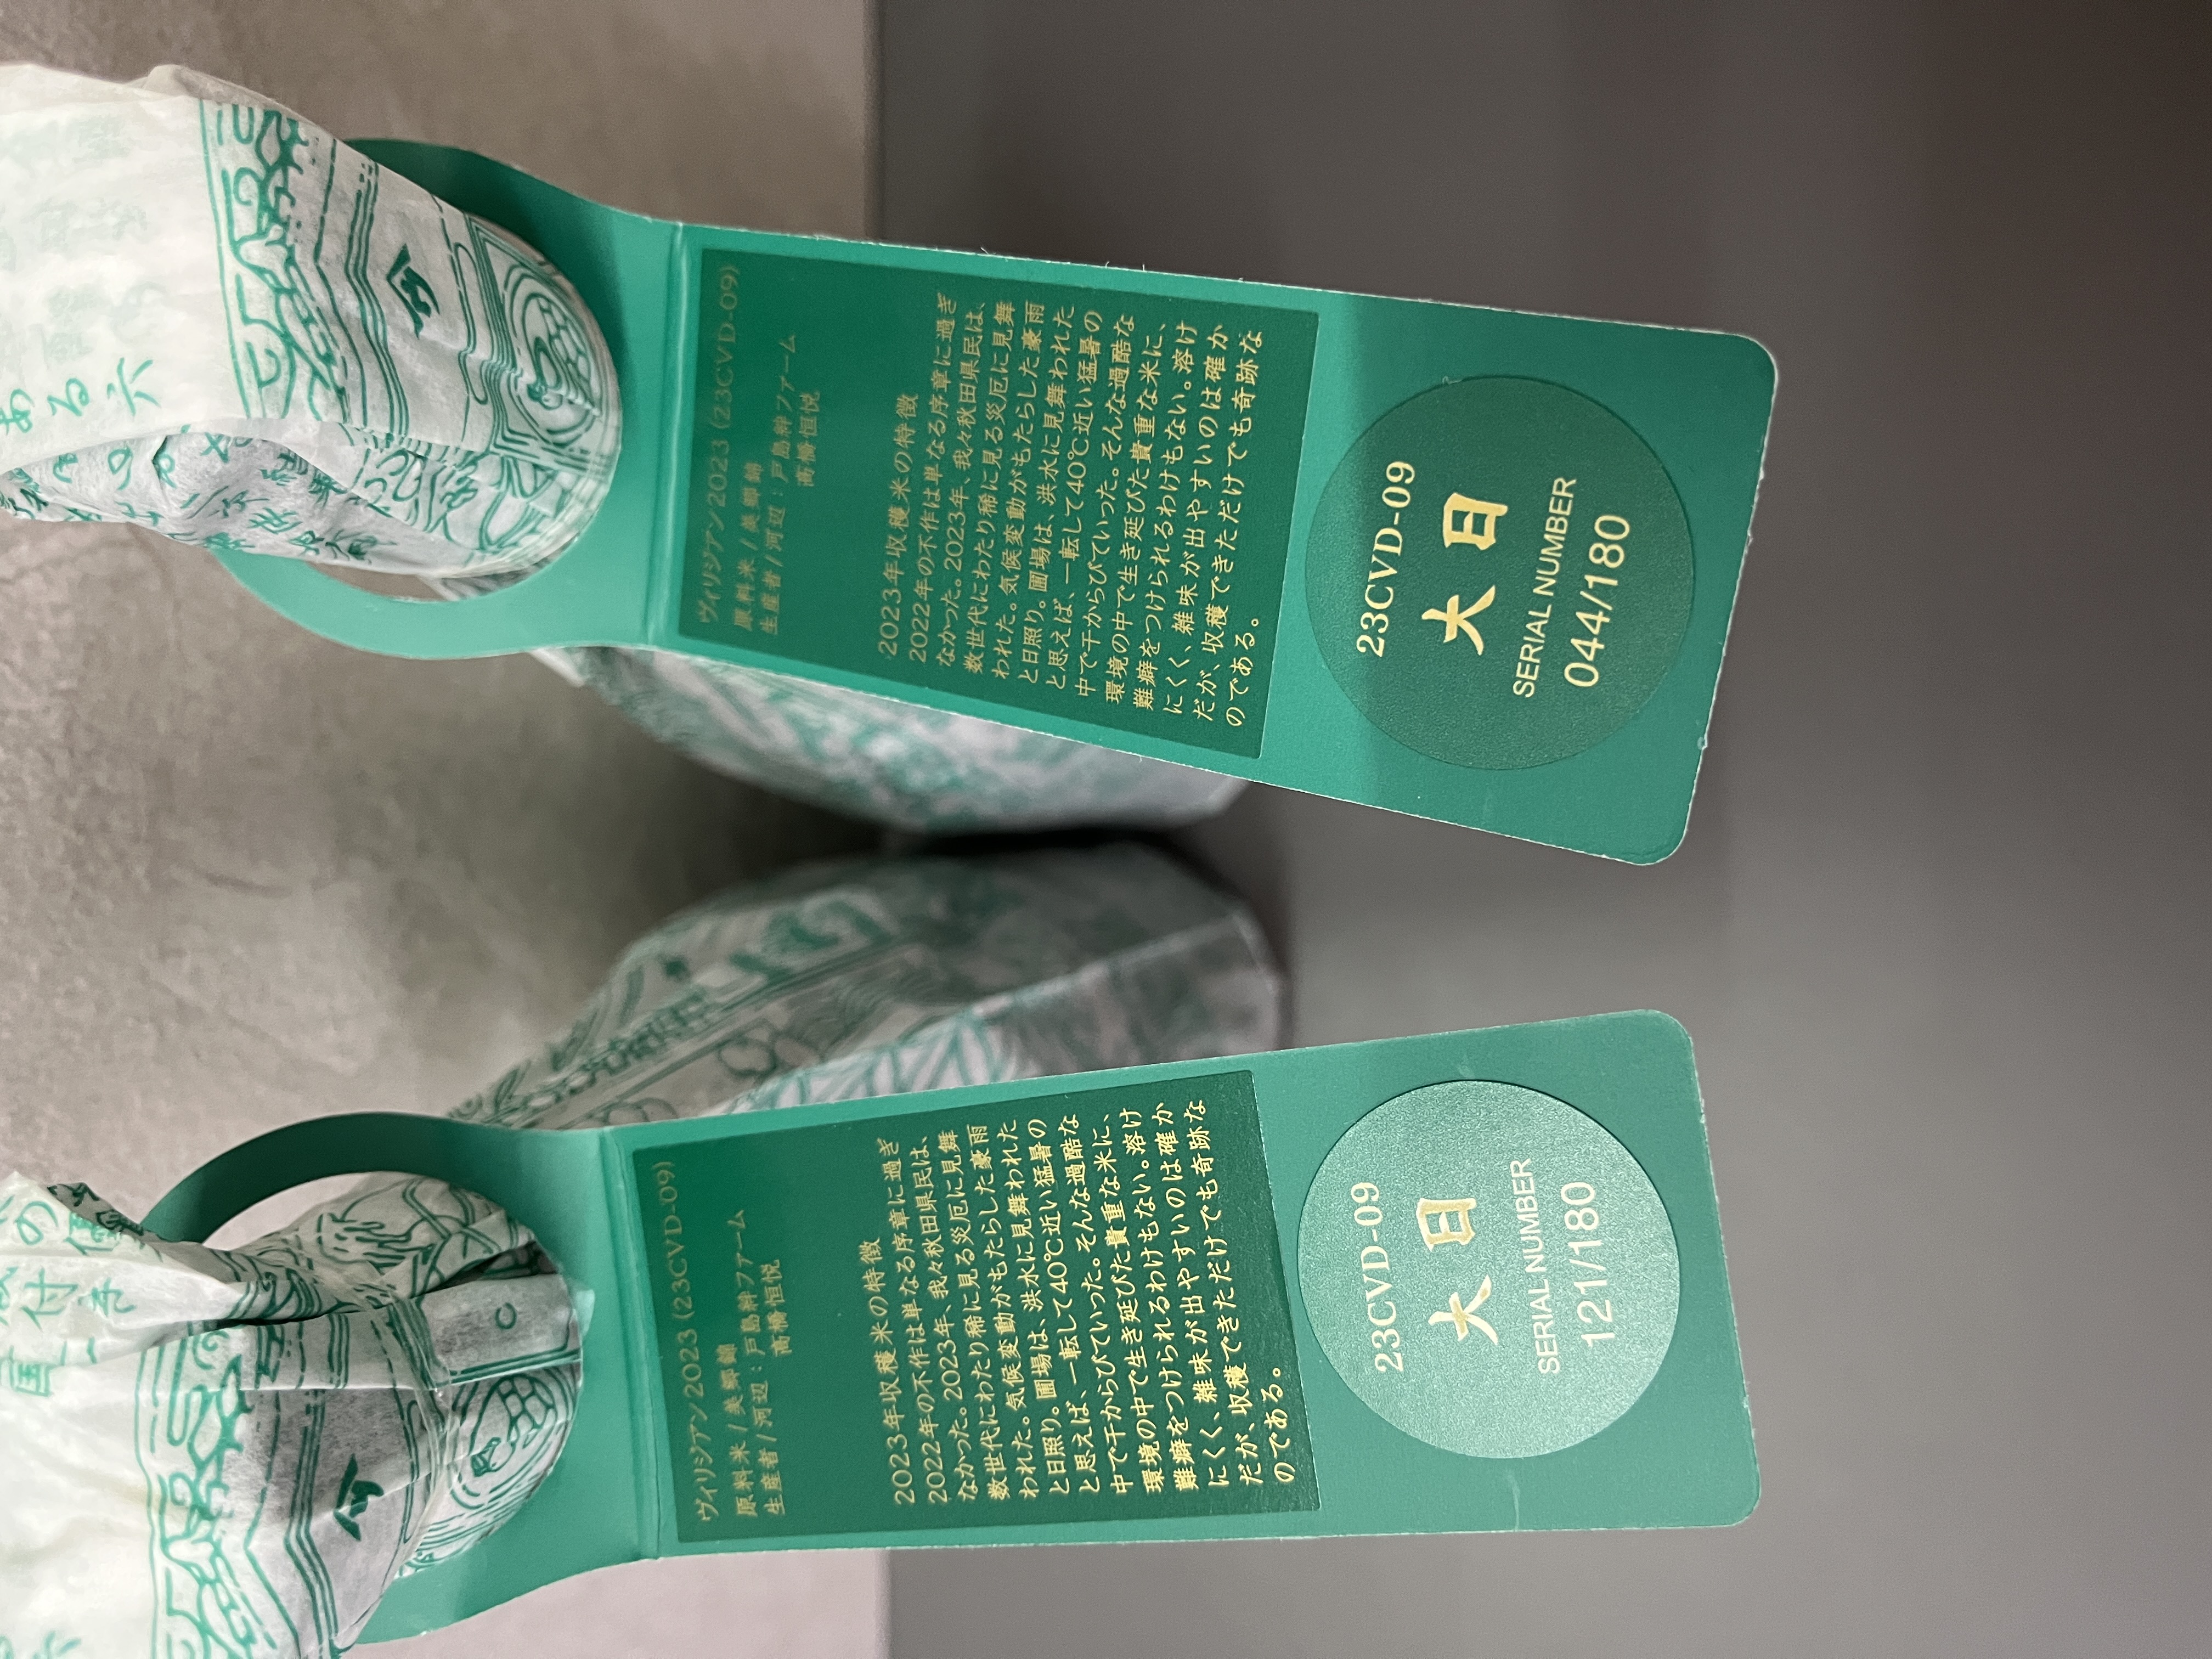 ヴィリジアン2023 (23CVD-09)
原料米 / 美郷錦
生産者 / 河辺：戸島絆ファーム
髙橋恒悦
2023年収穫米の特徴
2022年の不作は単なる序章に過ぎ
なかった。2023年、我々秋田県民は、
数世代にわたり稀に見る災厄に見舞
われた。気候変動がもたらした豪雨
と日照り。圃場は、洪水に見舞われた
と思えば、一転して40℃近い猛暑の
中で干からびていった。そんな過酷な
環境の中で生き延びた貴重な米に、
難癖をつけられるわけもない。溶け
にくく、雑味が出やすいのは確か
だが、収穫できただけでも奇跡な
のである。
23CVD-09
大日
SERIAL NUMBER
121/180
ある六
ヴィリジアン2023 (23CVD-09)
原料米 / 美郷錦
生産者 / 河辺：戸島絆ファーム
髙橋恒悦
2023年収穫米の特徴
2022年の不作は単なる序章に過ぎ
なかった。2023年、我々秋田県民は、
数世代にわたり稀に見る災厄に見舞
われた。気候変動がもたらした豪雨
と日照り。圃場は、洪水に見舞われた
と思えば、一転して40℃近い猛暑の
中で干からびていった。そんな過酷な
環境の中で生き延びた貴重な米に、
難癖をつけられるわけもない。溶け
にくく、雑味が出やすいのは確か
だが、収穫できただけでも奇跡な
のである。
23CVD-09
大日
SERIAL NUMBER
044/180